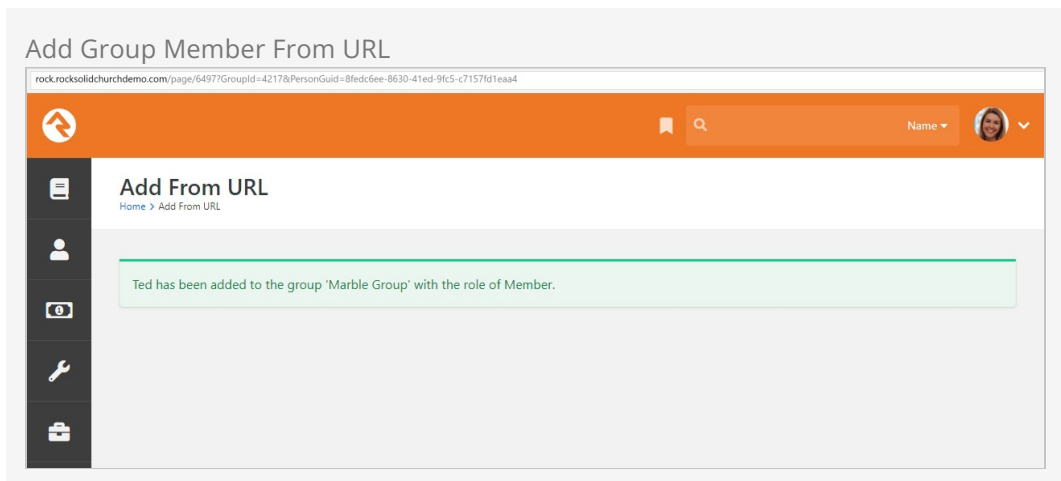 Add Group Member From URL
rock.rocksolidchurchdemo.com/page/6497?GroupId=4217&PersonGuid=8fedc6ee-8630-41ed-9fc5-c7157fd1eaa4
Name
Add From URL
Home > Add From URL
Ted has been added to the group 'Marble Group' with the role of Member.